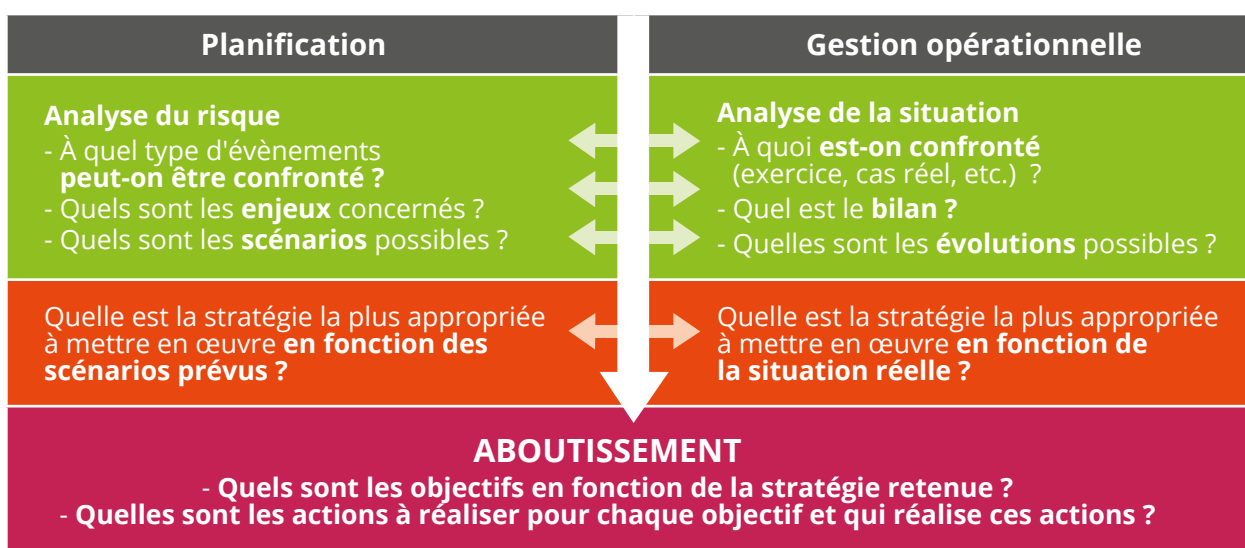 Planification
Analyse du risque
- À quel type d'évènements
peut-on être confronté ?
- Quels sont les enjeux concernés ?
- Quels sont les scénarios possibles ?
Quelle est la stratégie la plus appropriée
à mettre en œuvre en fonction des
scénarios prévus ?
Gestion opérationnelle
Analyse de la situation
- À quoi est-on confronté
(exercice, cas réel, etc.) ?
- Quel est le bilan ?
- Quelles sont les évolutions possibles ?
Quelle est la stratégie la plus appropriée
à mettre en œuvre en fonction de
la situation réelle ?
ABOUTISSEMENT
- Quels sont les objectifs en fonction de la stratégie retenue ?
- Quelles sont les actions à réaliser pour chaque objectif et qui réalise ces actions ?